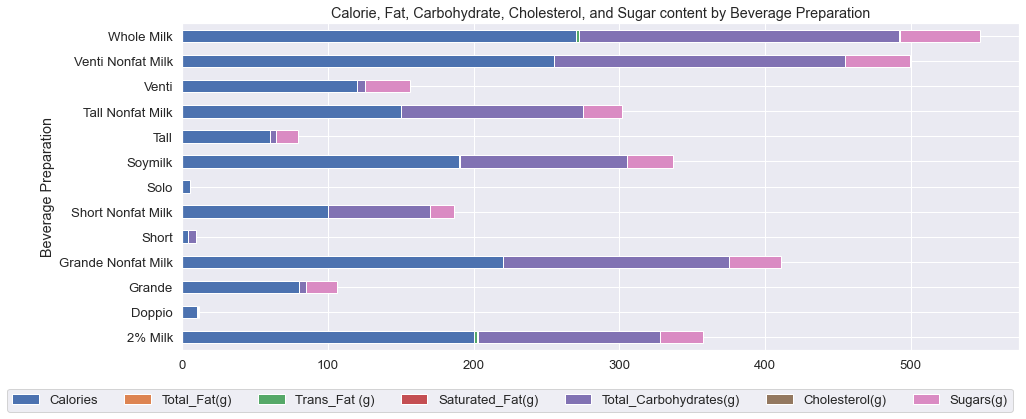 Calorie, Fat, Carbohydrate, Cholesterol, and Sugar content by Beverage Preparation
Beverage Preparation
Whole Milk
Venti Nonfat Milk
Venti
Tall Nonfat Milk
Tall
Soymilk
Solo
Short Nonfat Milk
Short
Grande Nonfat Milk
Grande
Doppio
2% Milk
0 100 200 300 400 500
Calories Total_Fat(g) Trans_Fat (g) Saturated_Fat(g) Total_Carbohydrates(g) Cholesterol(g) Sugars(g)